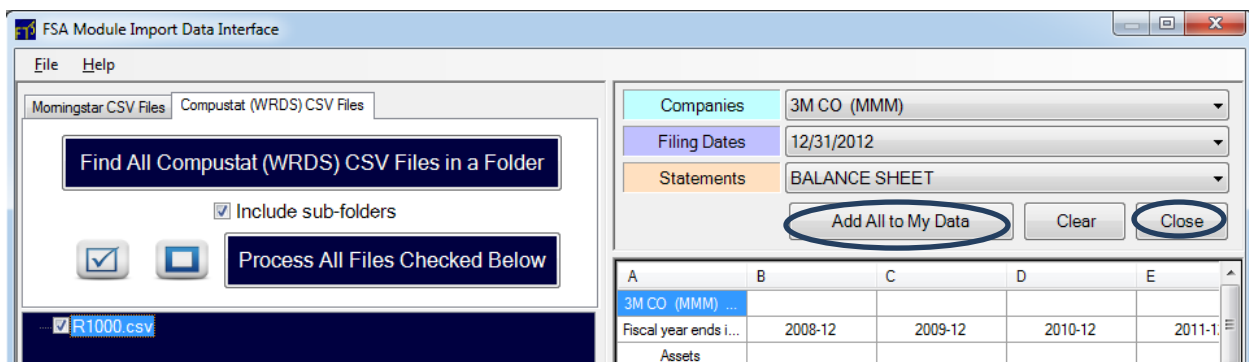 FSA Module Import Data Interface
File Help
Morningstar CSV Files Compustat (WRDS) CSV Files
Find All Compustat (WRDS) CSV Files in a Folder
Include sub-folders
Process All Files Checked Below
R1000.csv
Companies 3M CO (MMM)
Filing Dates 12/31/2012
Statements BALANCE SHEET
Add All to My Data Clear Close
A B C D E
3M CO (MMM) ...
Fiscal year ends i... 2008-12 2009-12 2010-12 2011-1
Assets